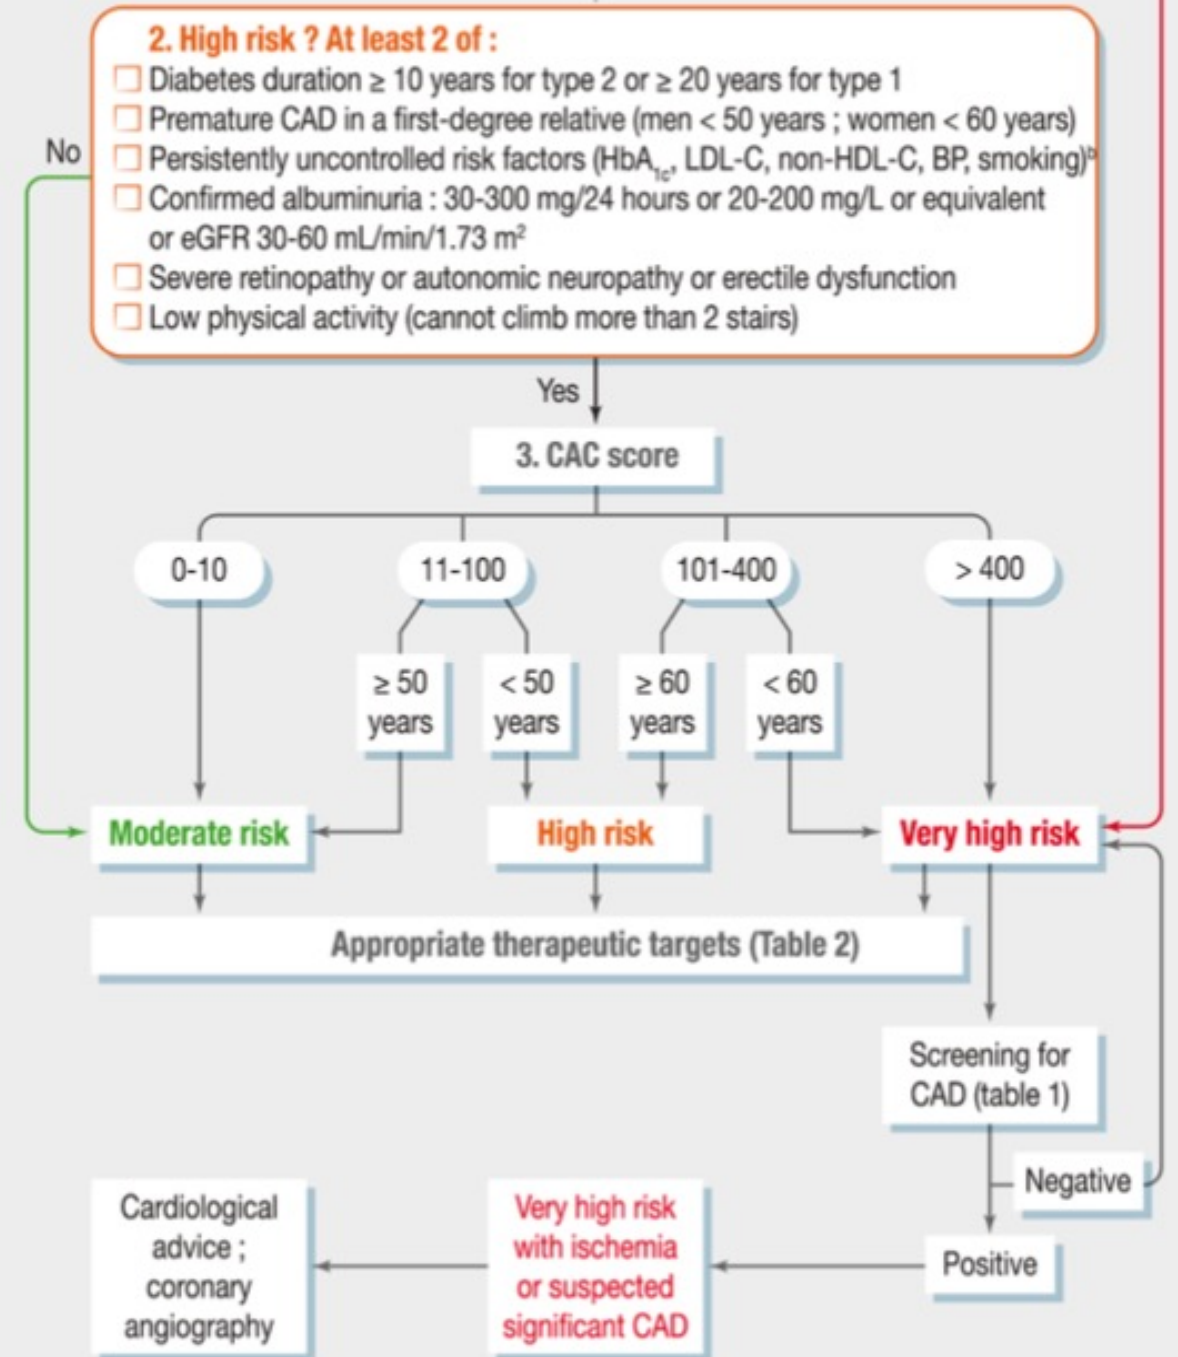 2. High risk ? At least 2 of :
Diabetes duration ≥ 10 years for type 2 or ≥ 20 years for type 1
Premature CAD in a first-degree relative (men < 50 years ; women < 60 years)
No
Persistently uncontrolled risk factors (HbA1c, LDL-C, non-HDL-C, BP, smoking)b
Confirmed albuminuria : 30-300 mg/24 hours or 20-200 mg/L or equivalent
or eGFR 30-60 mL/min/1.73 m²
Severe retinopathy or autonomic neuropathy or erectile dysfunction
Low physical activity (cannot climb more than 2 stairs)
Yes
3. CAC score
0-10
11-100
101-400
> 400
≥ 50
years
< 50
years
≥ 60
years
< 60
years
Moderate risk
High risk
Very high risk
Appropriate therapeutic targets (Table 2)
Screening for
CAD (table 1)
Negative
Positive
Very high risk
with ischemia
or suspected
significant CAD
Cardiological
advice ;
coronary
angiography